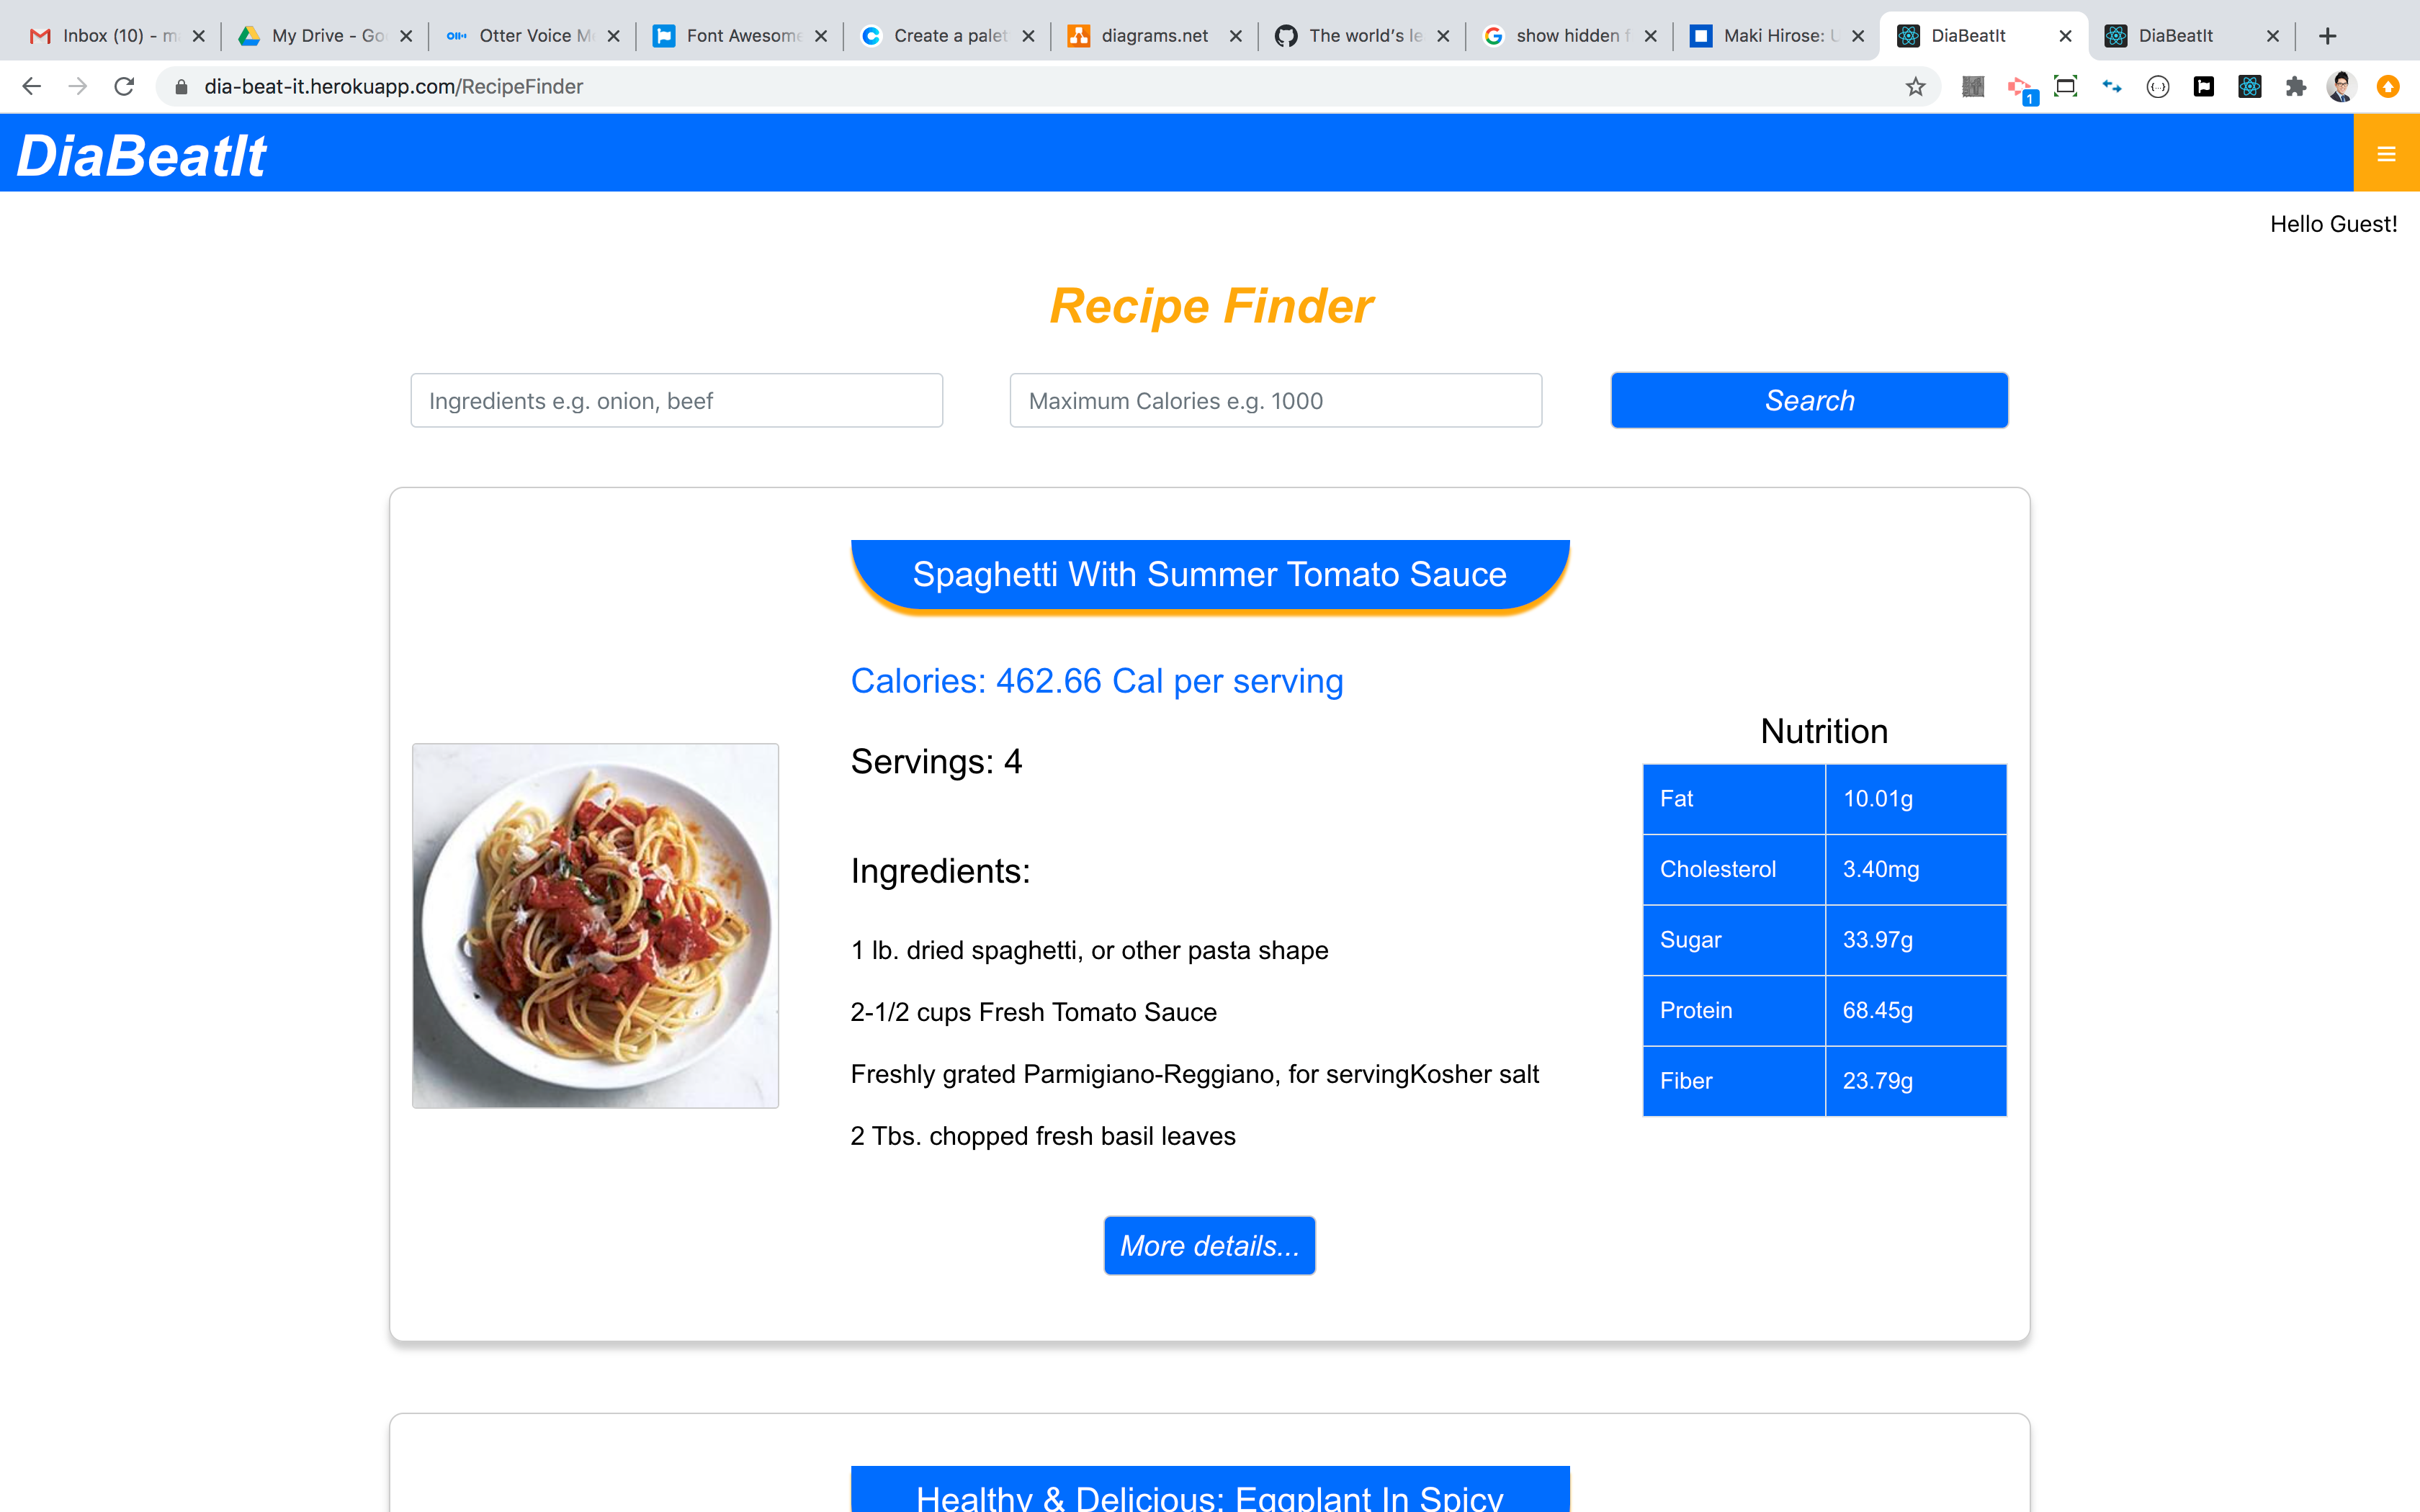 Inbox (10) - m
My Drive - Go
Otter Voice M
Font Awesome
Create a palet
diagrams.net
The world's le
show hidden f
Maki Hirose: U
DiaBeatIt
DiaBeatIt
dia-beat-it.herokuapp.com/RecipeFinder
1
DiaBeatIt
Hello Guest!
Recipe Finder
Ingredients e.g. onion, beef
Maximum Calories e.g. 1000
Search
Spaghetti With Summer Tomato Sauce
Calories: 462.66 Cal per serving
Servings: 4
Ingredients:
1 lb. dried spaghetti, or other pasta shape
2-1/2 cups Fresh Tomato Sauce
Freshly grated Parmigiano-Reggiano, for servingKosher salt
2 Tbs. chopped fresh basil leaves
More details...
Nutrition
Fat 10.01g
Cholesterol 3.40mg
Sugar 33.97g
Protein 68.45g
Fiber 23.79g
Healthy & Delicious: Eggplant In Spicy